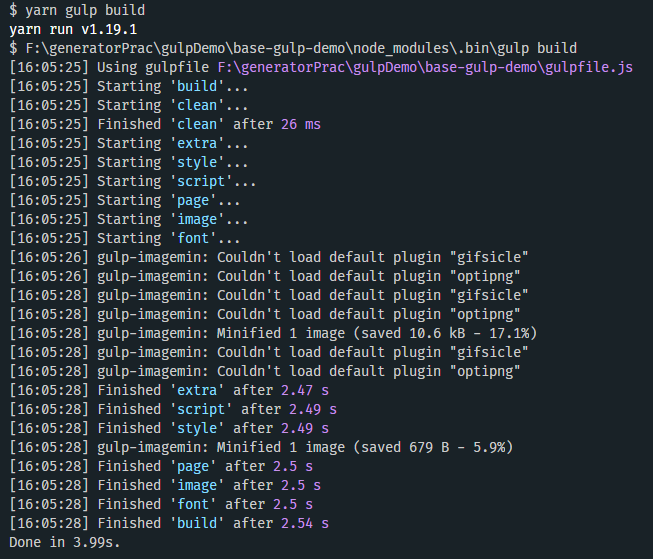 $ yarn gulp build
yarn run v1.19.1
$ F:\generatorPrac\gulpDemo\base-gulp-demo\node_modules\.bin\gulp build
[16:05:25] Using gulpfile F:\generatorPrac\gulpDemo\base-gulp-demo\gulpfile.js
[16:05:25] Starting 'build'...
[16:05:25] Starting 'clean'...
[16:05:25] Finished 'clean' after 26 ms
[16:05:25] Starting 'extra'...
[16:05:25] Starting 'style'...
[16:05:25] Starting 'script'...
[16:05:25] Starting 'page'...
[16:05:25] Starting 'image'...
[16:05:25] Starting 'font'...
[16:05:26] gulp-imagemin: Couldn't load default plugin "gifsicle"
[16:05:26] gulp-imagemin: Couldn't load default plugin "optipng"
[16:05:28] gulp-imagemin: Couldn't load default plugin "gifsicle"
[16:05:28] gulp-imagemin: Couldn't load default plugin "optipng"
[16:05:28] gulp-imagemin: Minified 1 image (saved 10.6 kB - 17.1%)
[16:05:28] gulp-imagemin: Couldn't load default plugin "gifsicle"
[16:05:28] gulp-imagemin: Couldn't load default plugin "optipng"
[16:05:28] Finished 'extra' after 2.47 s
[16:05:28] Finished 'script' after 2.49 s
[16:05:28] Finished 'style' after 2.49 s
[16:05:28] gulp-imagemin: Minified 1 image (saved 679 B - 5.9%)
[16:05:28] Finished 'page' after 2.5 s
[16:05:28] Finished 'image' after 2.5 s
[16:05:28] Finished 'font' after 2.5 s
[16:05:28] Finished 'build' after 2.54 s
Done in 3.99s.